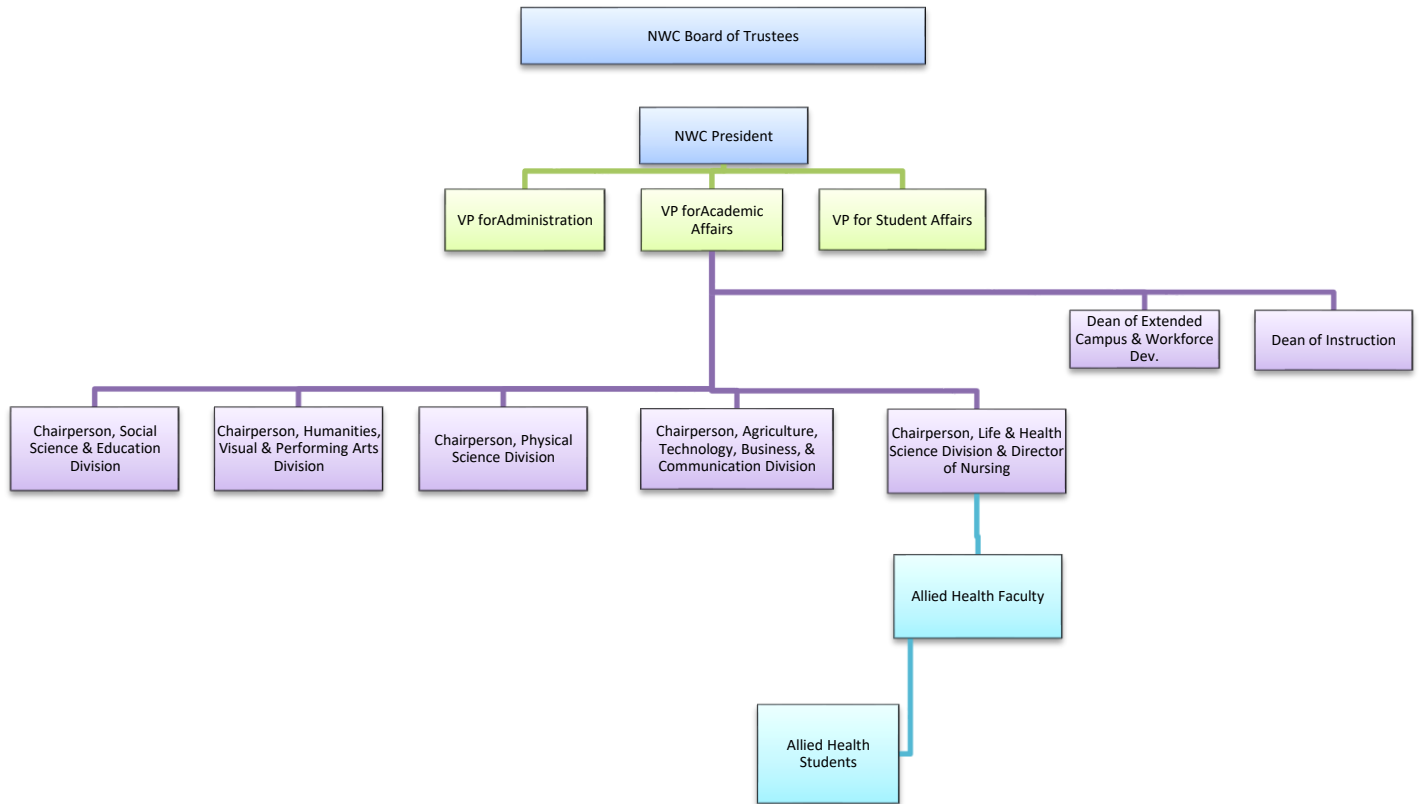 NWC Board of Trustees
NWC President
VP forAdministration
VP forAcademic
Affairs
VP for Student Affairs
Dean of Extended
Campus & Workforce
Dev.
Dean of Instruction
Chairperson, Social
Science & Education
Division
Chairperson, Humanities,
Visual & Performing Arts
Division
Chairperson, Physical
Science Division
Chairperson, Agriculture,
Technology, Business, &
Communication Division
Chairperson, Life & Health
Science Division & Director
of Nursing
Allied Health Faculty
Allied Health
Students